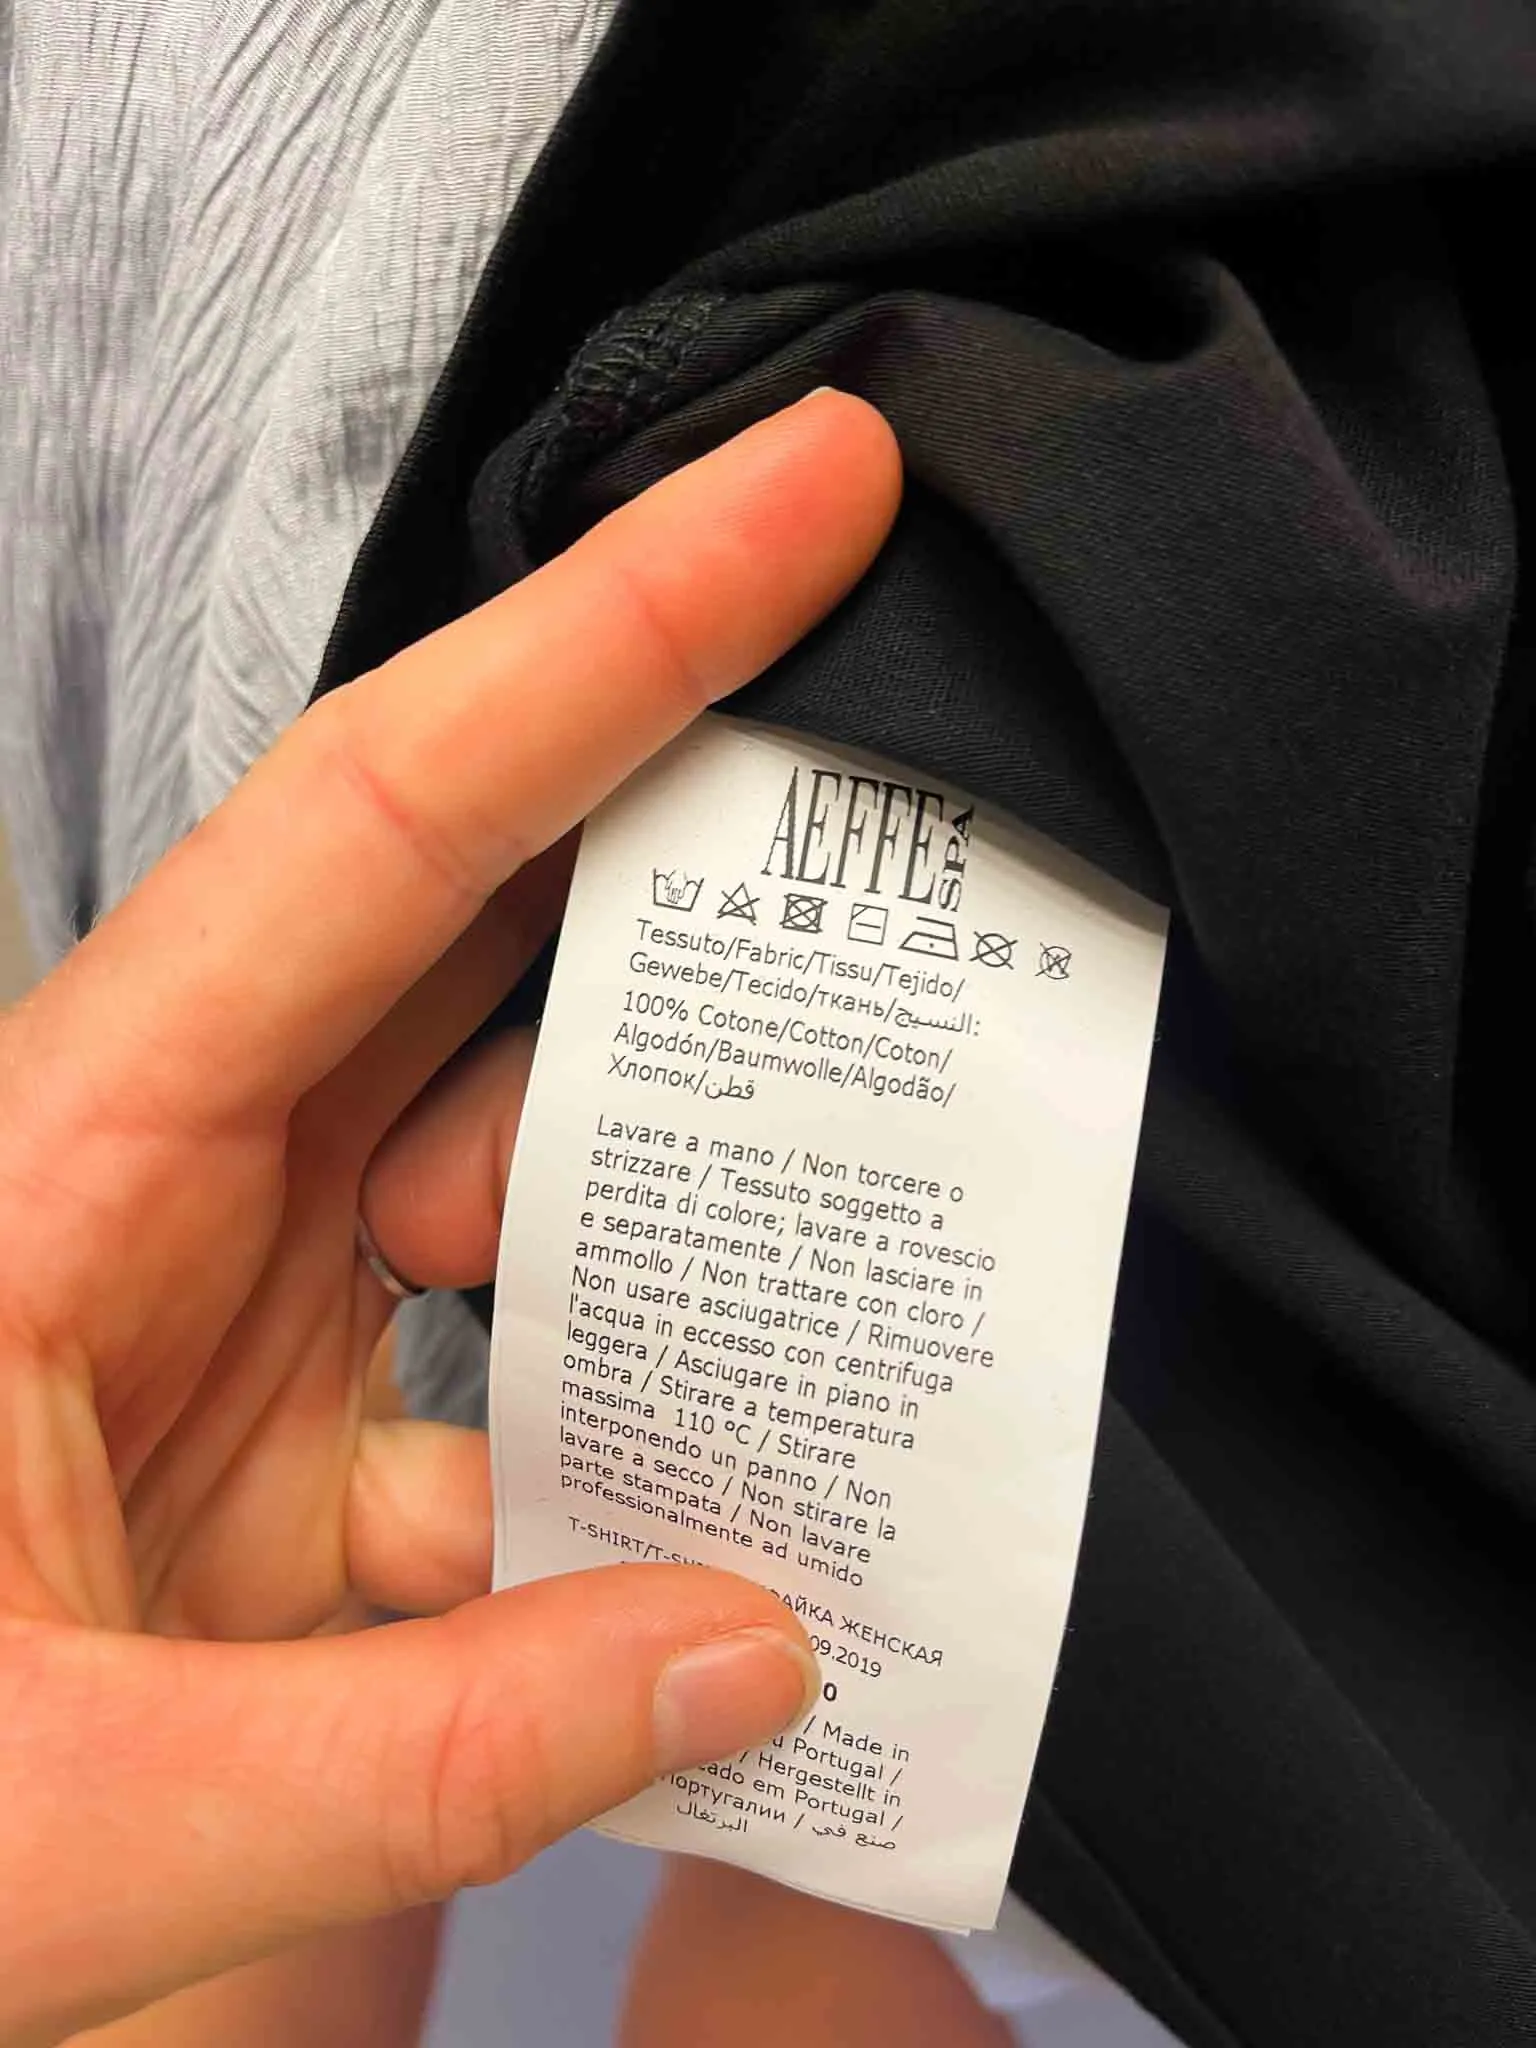 AEFFE SPA
Tessuto/Fabric/Tissu/Tejido/
Gewebe/Tecido/ткань/النسيج:
100% Cotone/Cotton/Coton/
Algodón/Baumwolle/Algodão/
Хлопок/قطن
Lavare a mano / Non torcere o
strizzare / Tessuto soggetto a
perdita di colore; lavare a rovescio
e separatamente / Non lasciare in
ammollo / Non trattare con cloro /
Non usare asciugatrice / Rimuovere
l'acqua in eccesso con centrifuga
leggera / Asciugare in piano in
ombra / Stirare a temperatura
massima 110 °C / Stirare
interponendo un panno / Non
lavare a secco / Non stirare la
parte stampata / Non lavare
professionalmente ad umido
T-SHIRT/ ЖЕНСКАЯ
09.2019
0
/ Made in
Portugal /
/ Hergestellt in
em Portugal /
صنع في /
البرتغال